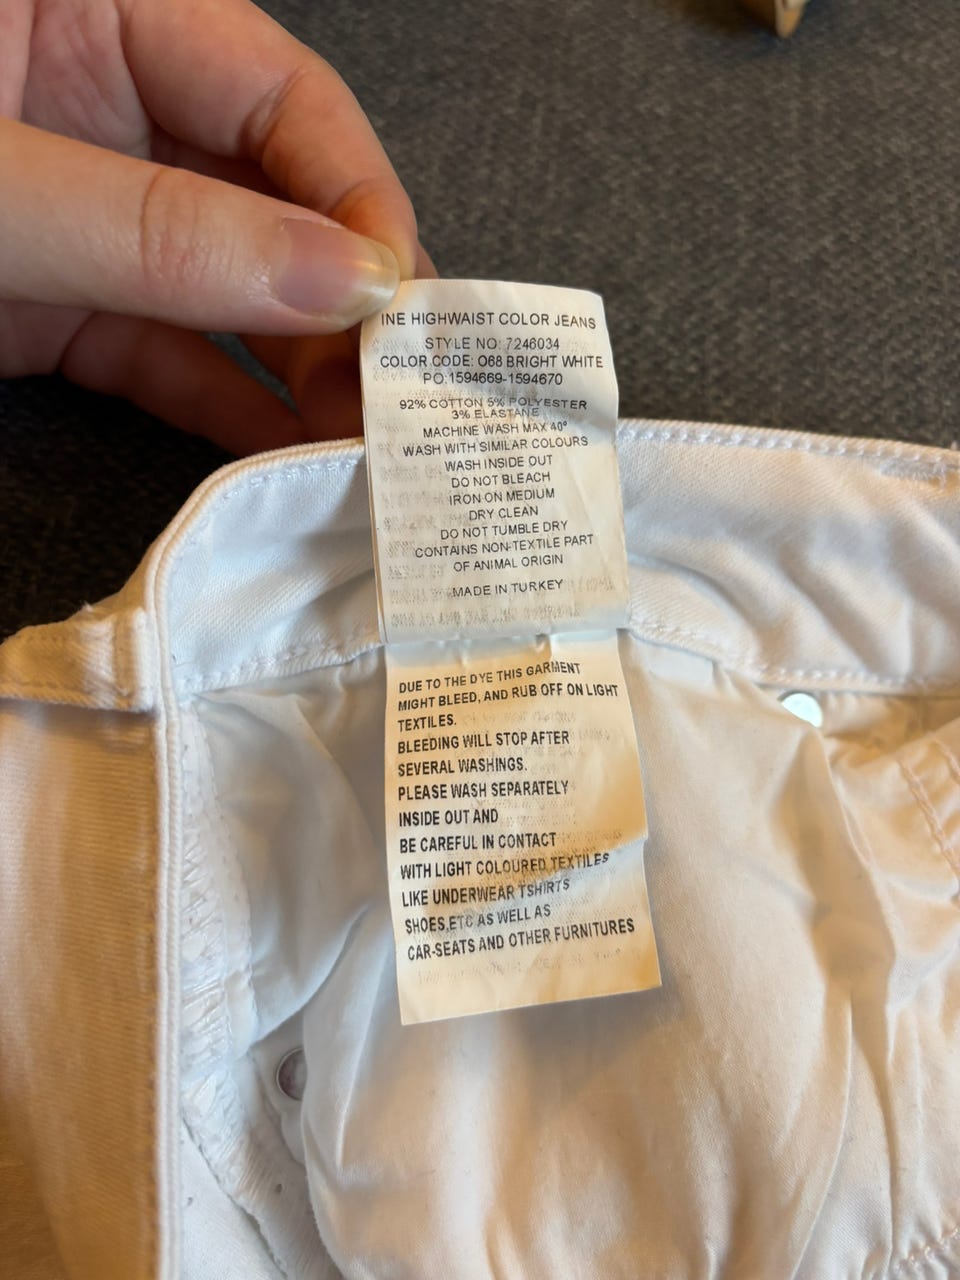 INE HIGHWAIST COLOR JEANS
STYLE NO: 7246034
COLOR CODE: O68 BRIGHT WHITE
PO:1594669-1594670
92% COTTON 5% POLYESTER
3% ELASTANE
MACHINE WASH MAX 40°
WASH WITH SIMILAR COLOURS
WASH INSIDE OUT
DO NOT BLEACH
IRON ON MEDIUM
DRY CLEAN
DO NOT TUMBLE DRY
CONTAINS NON-TEXTILE PART
OF ANIMAL ORIGIN
MADE IN TURKEY
DUE TO THE DYE THIS GARMENT
MIGHT BLEED, AND RUB OFF ON LIGHT
TEXTILES.
BLEEDING WILL STOP AFTER
SEVERAL WASHINGS.
PLEASE WASH SEPARATELY
INSIDE OUT AND
BE CAREFUL IN CONTACT
WITH LIGHT COLOURED TEXTILES
LIKE UNDERWEAR TSHIRTS
SHOES,ETC AS WELL AS
CAR-SEATS AND OTHER FURNITURES